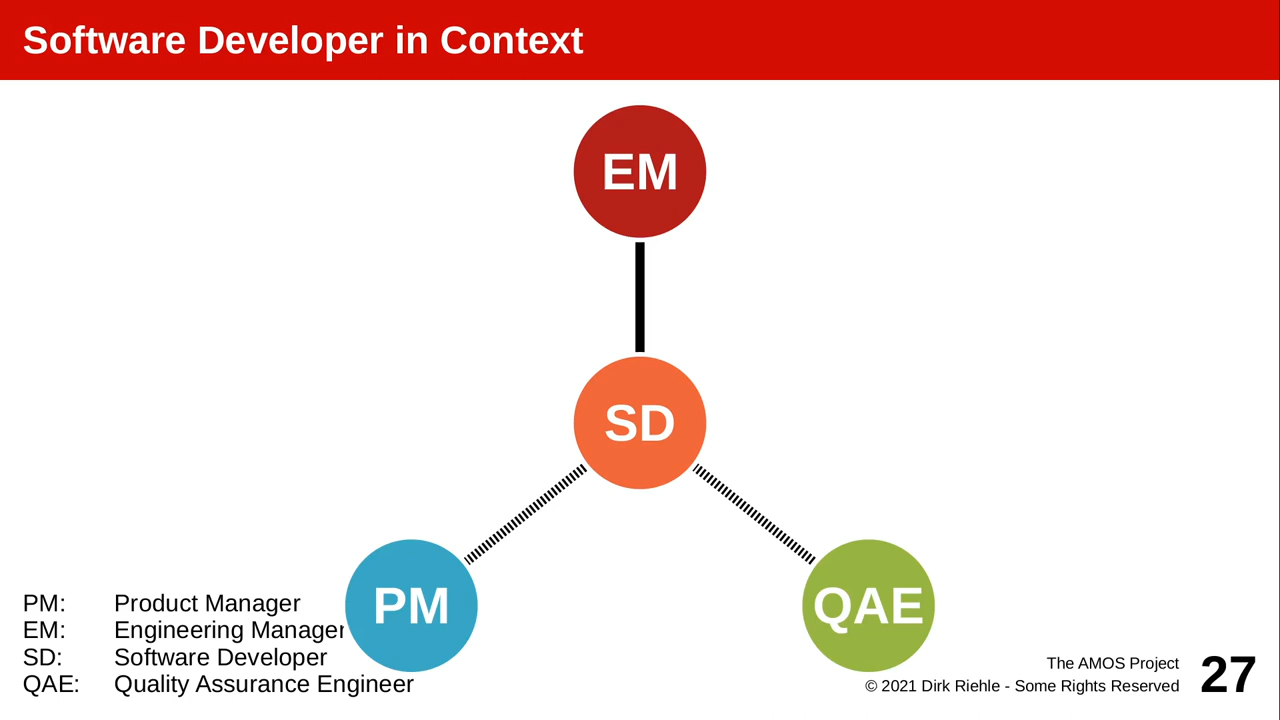 Software Developer in Context
EM
SD
PM
QAE
PM: Product Manager
EM: Engineering Manager
SD: Software Developer
QAE: Quality Assurance Engineer
The AMOS Project
© 2021 Dirk Riehle - Some Rights Reserved
27